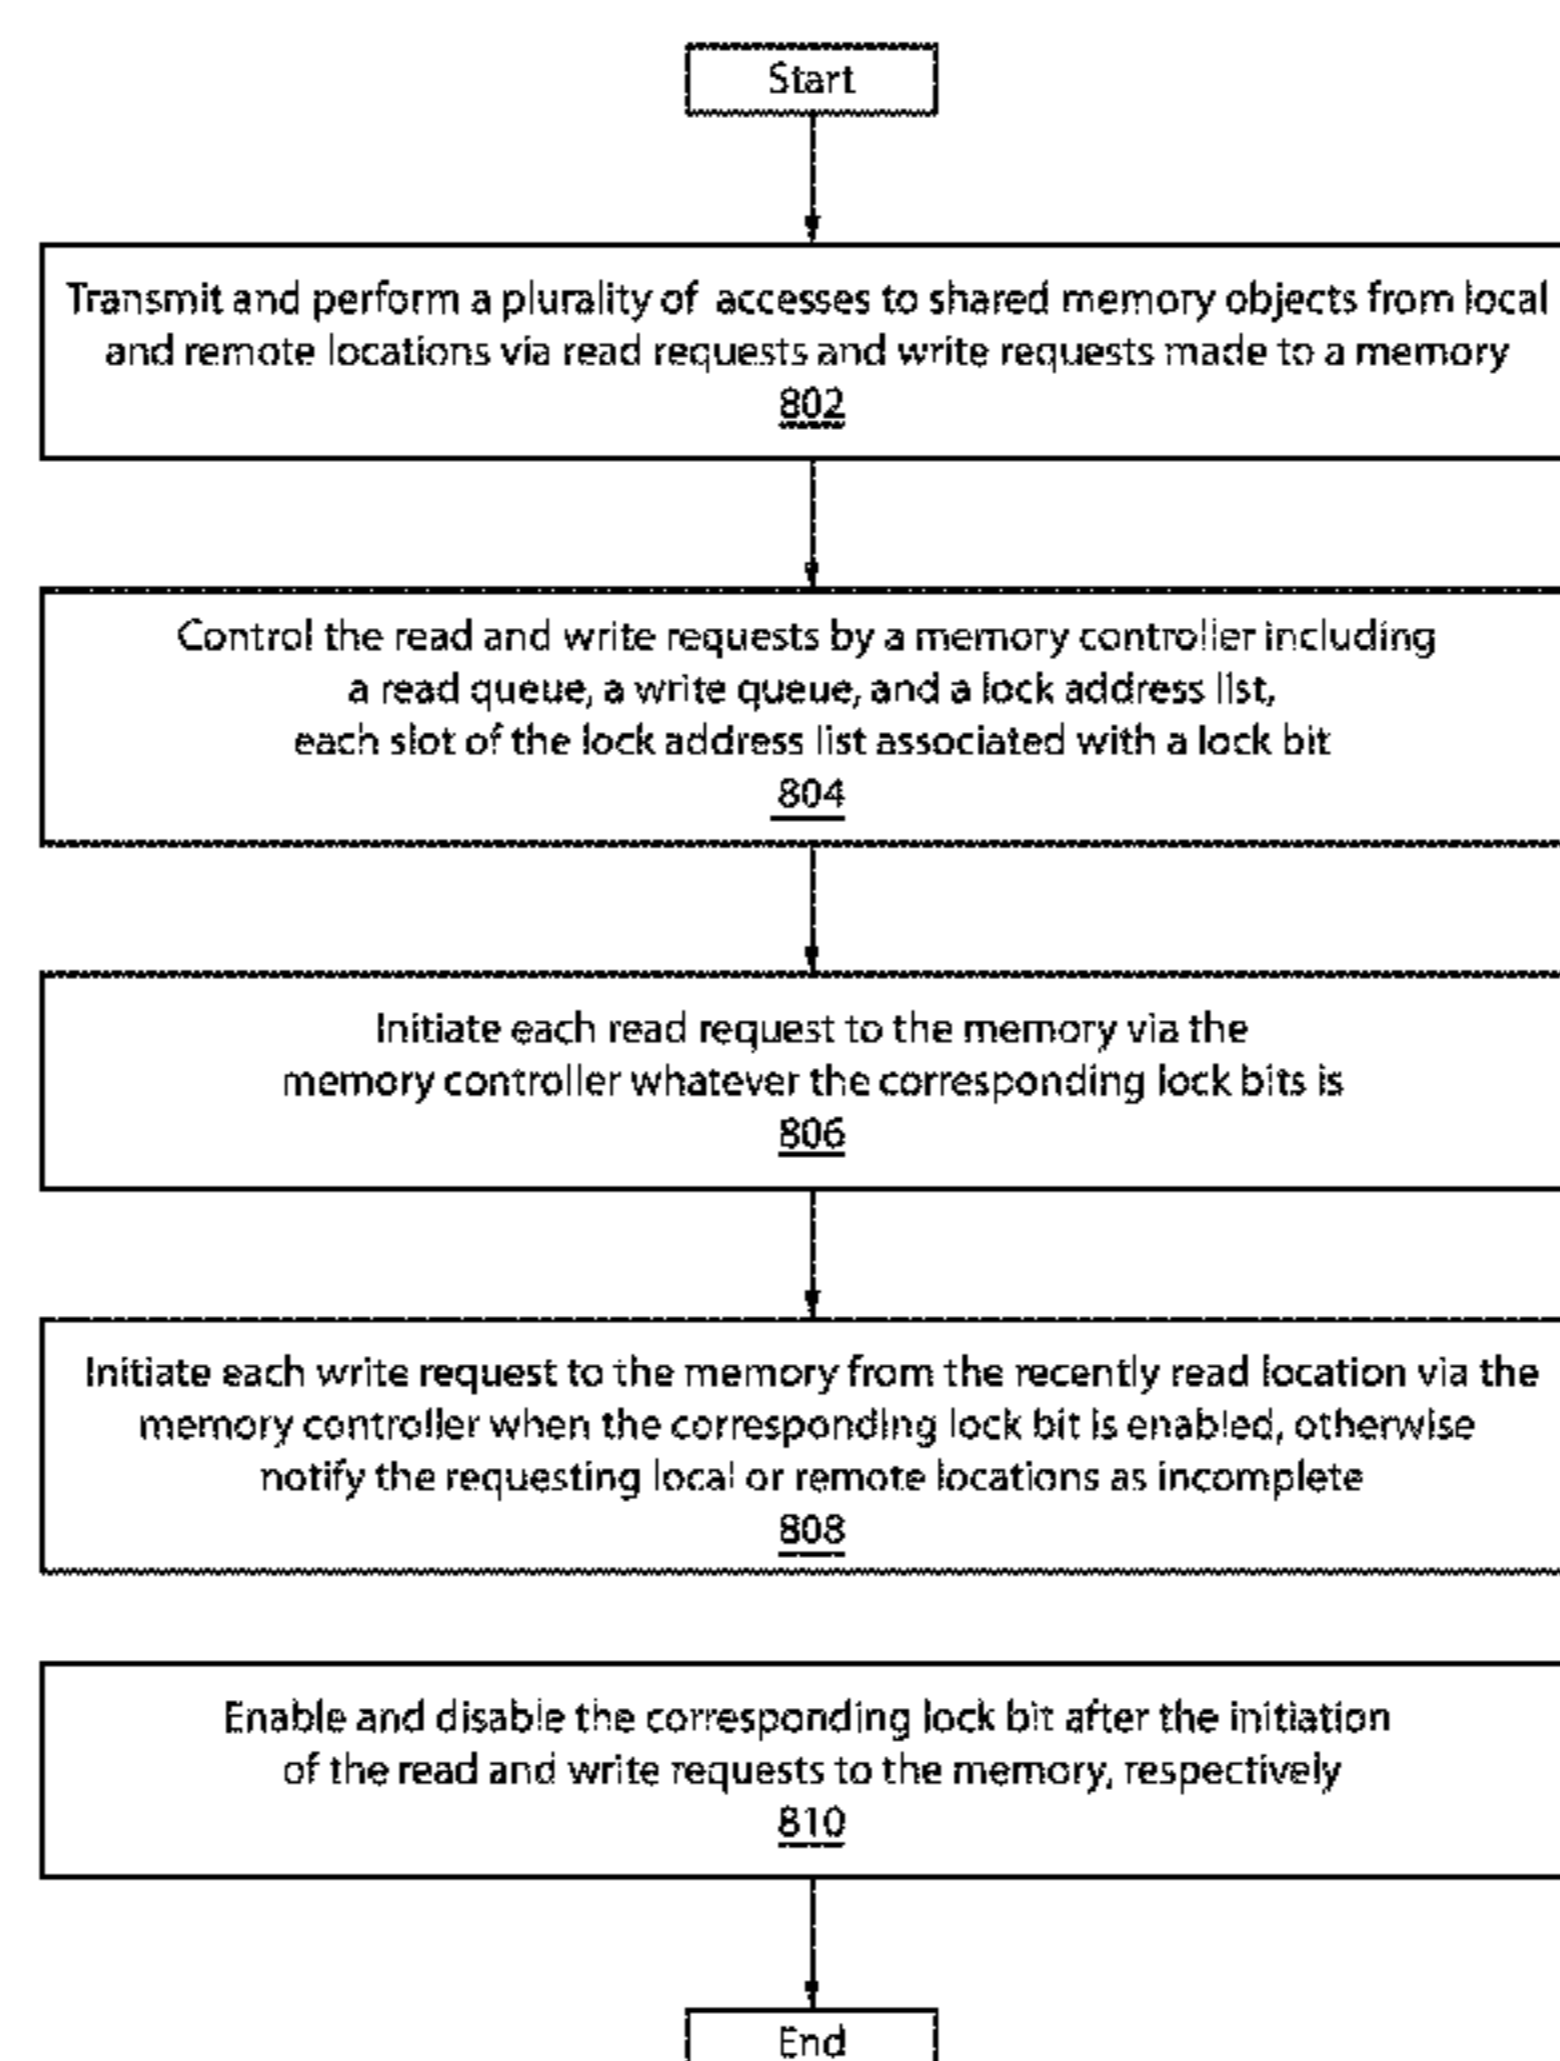 Start
Transmit and perform a plurality of accesses to shared memory objects from local
and remote locations via read requests and write requests made to a memory
802
Control the read and write requests by a memory controller including
a read queue, a write queue, and a lock address list,
each slot of the lock address list associated with a lock bit
804
Initiate each read request to the memory via the
memory controller whatever the corresponding lock bits is
806
Initiate each write request to the memory from the recently read location via the
memory controller when the corresponding lock bit is enabled, otherwise
notify the requesting local or remote locations as incomplete
808
Enable and disable the corresponding lock bit after the initiation
of the read and write requests to the memory, respectively
810
End